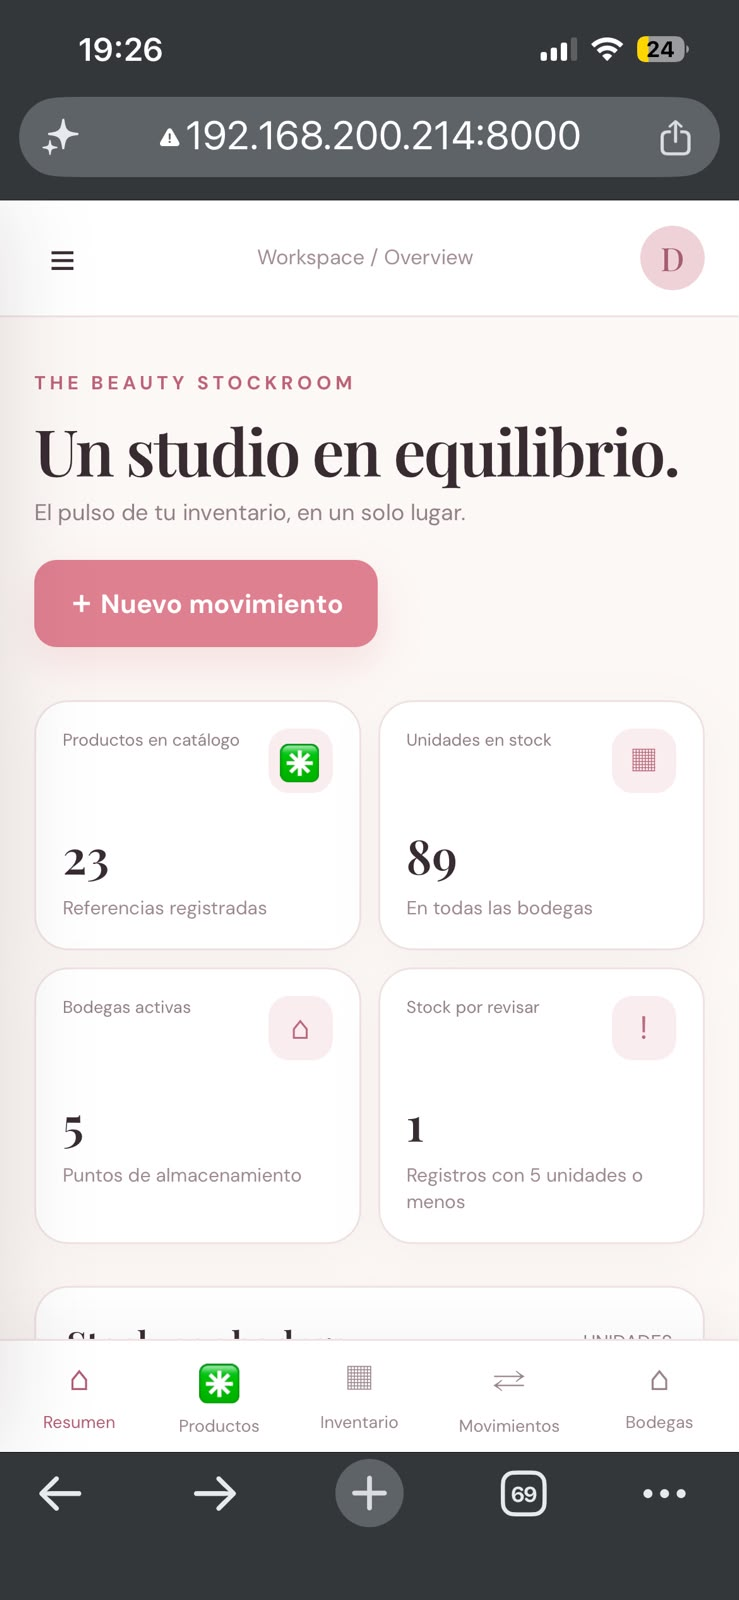 19:26
24
192.168.200.214:8000
Workspace / Overview
D
THE BEAUTY STOCKROOM
Un studio en equilibrio.
El pulso de tu inventario, en un solo lugar.
+ Nuevo movimiento
Productos en catálogo
23
Referencias registradas
Unidades en stock
89
En todas las bodegas
Bodegas activas
5
Puntos de almacenamiento
Stock por revisar
!
1
Registros con 5 unidades o
menos
UNIDADES
Resumen
Productos
Inventario
Movimientos
Bodegas
69